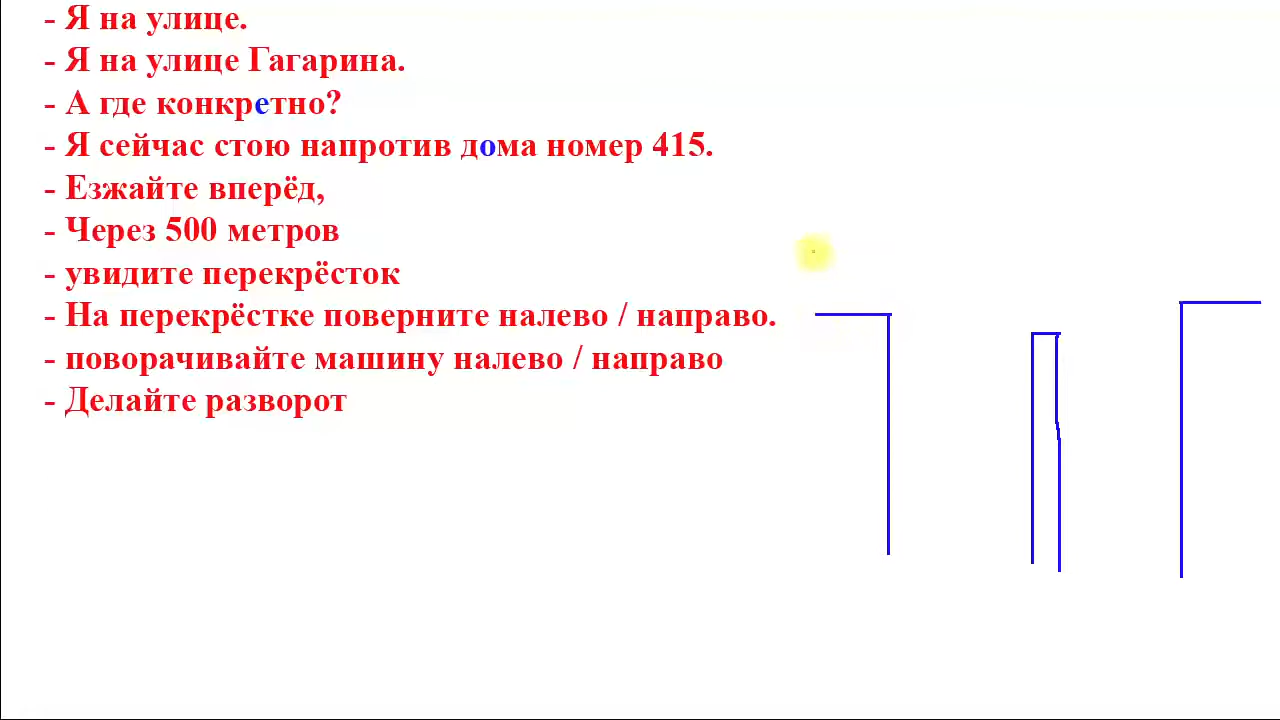 - Я на улице.
- Я на улице Гагарина.
- А где конкретно?
- Я сейчас стою напротив дома номер 415.
- Езжайте вперёд,
- Через 500 метров
- увидите перекрёсток
- На перекрёстке поверните налево / направо.
- поворачивайте машину налево / направо
- Делайте разворот